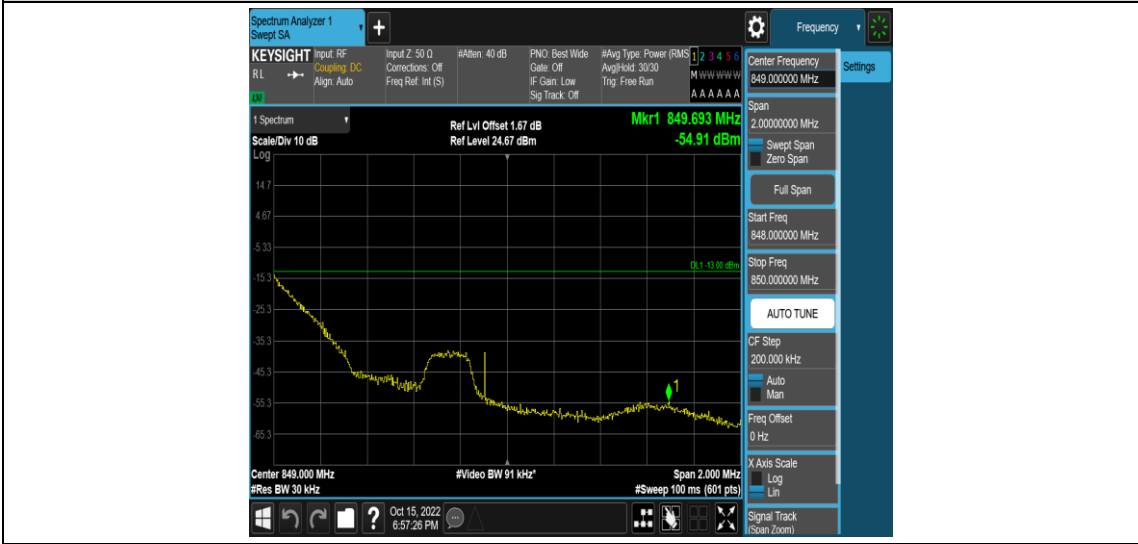 Spectrum Analyzer 1
Swept SA
+
Frequency
KEYSIGHT
RL
Input: RF
Coupling: DC
Align: Auto
Input Z: 50 Ω
Corrections: Off
Freq Ref: Int (S)
#Atten: 40 dB
PNO: Best Wide
Gate: Off
IF Gain: Low
Sig Track: Off
#Avg Type: Power (RMS
Avg|Hold: 30/30
Trig: Free Run
1 2 3 4 5 6
M W W W W W
A A A A A A
1 Spectrum
Scale/Div 10 dB
Log
Ref Lvl Offset 1.67 dB
Ref Level 24.67 dBm
Mkr1 849.693 MHz
-54.91 dBm
14.7
4.67
-5.33
DL1 -13.00 dBm
-15.3
-25.3
-35.3
-45.3
1
-55.3
-65.3
Center 849.000 MHz
#Video BW 91 kHz*
Span 2.000 MHz
#Res BW 30 kHz
#Sweep 100 ms (601 pts)
?
Oct 15, 2022
6:57:26 PM
Center Frequency
849.000000 MHz
Settings
Span
2.00000000 MHz
Swept Span
Zero Span
Full Span
Start Freq
848.000000 MHz
Stop Freq
850.000000 MHz
AUTO TUNE
CF Step
200.000 kHz
Auto
Man
Freq Offset
0 Hz
X Axis Scale
Log
Lin
Signal Track
(Span Zoom)